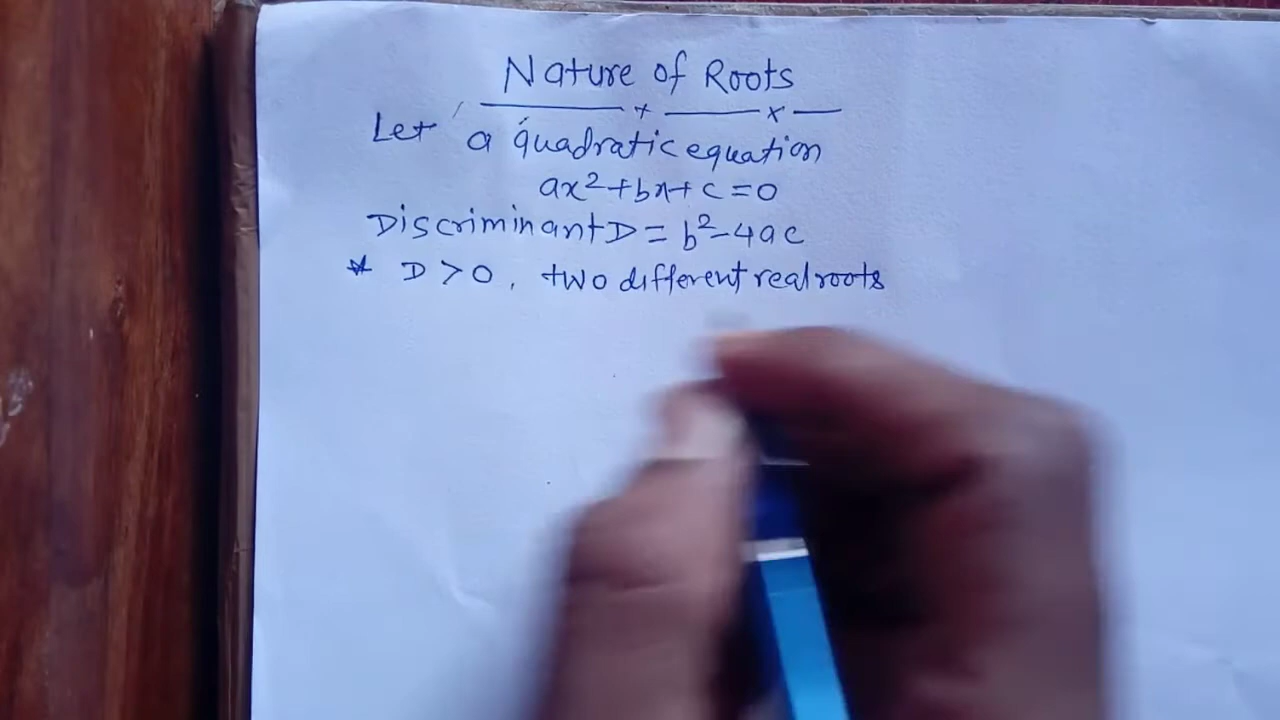 Nature of Roots
Let a quadratic equation
ax²+bx+c=0
Discriminant D = b²-4ac
* D > 0, two different real roots